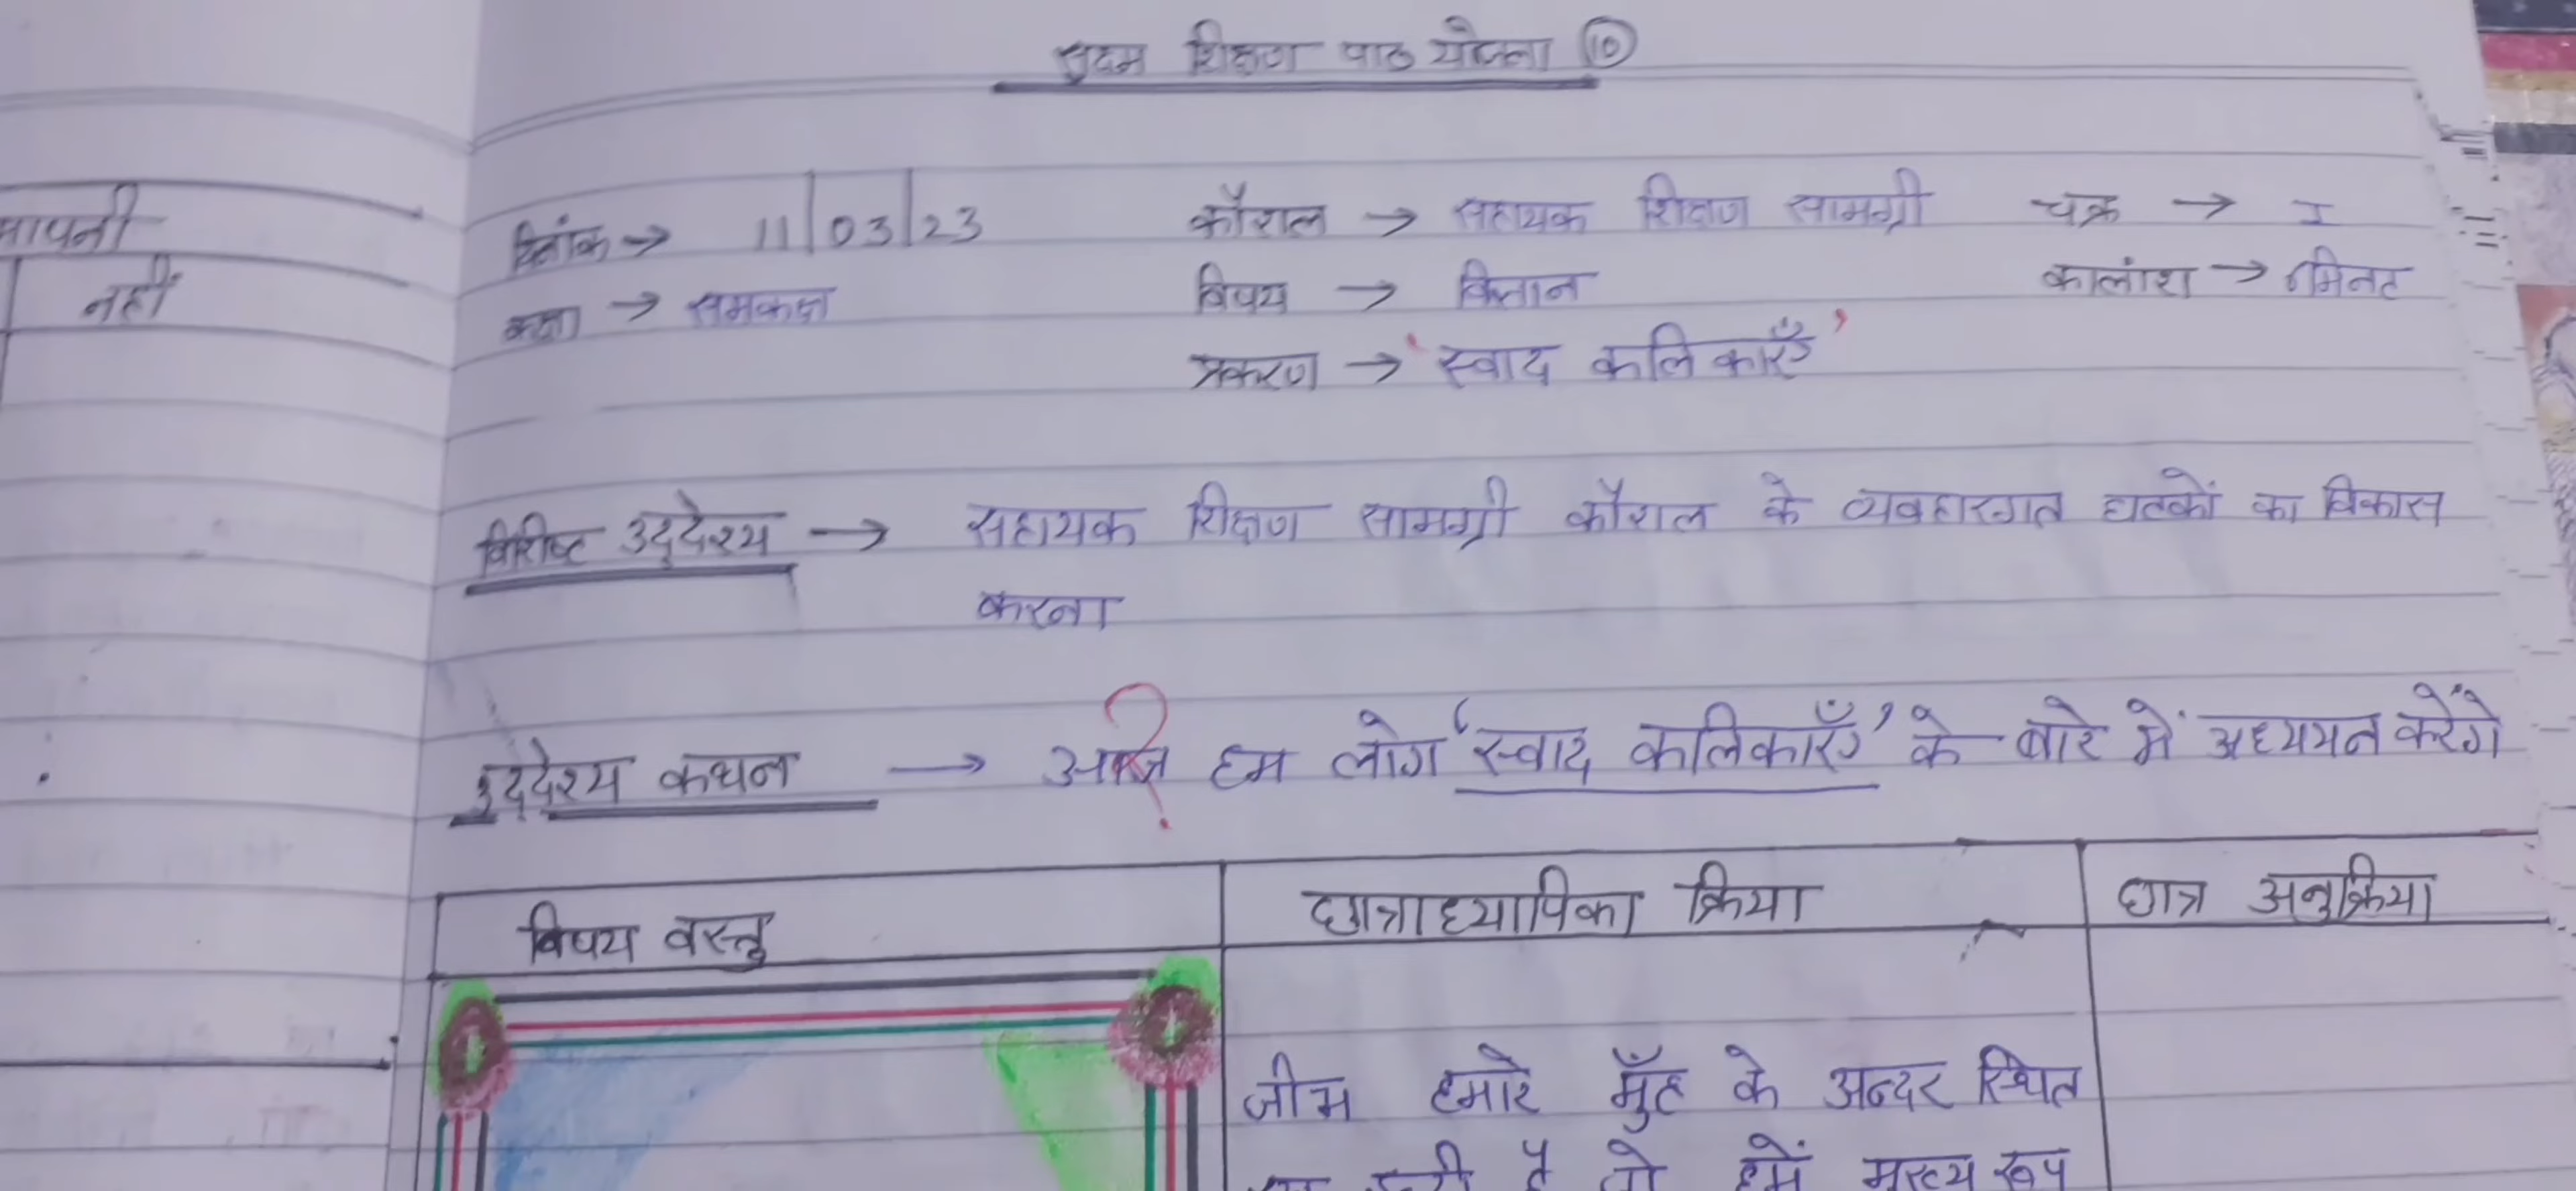 सूक्ष्म शिक्षण पाठ योजना 10
मापनी
नहीं
दिनांक → 11/03/23 कौशल → सहायक शिक्षण सामग्री चक्र → I
कक्षा → समकक्ष विषय → विज्ञान कालांश → मिनट
प्रकरण → 'स्वाद कलिकाएँ'
विशिष्ट उद्देश्य → सहायक शिक्षण सामग्री कौशल के व्यवहारगत घटकों का विकास
करना
उद्देश्य कथन → आज हम लोग 'स्वाद कलिकाएँ' के बारे में अध्ययन करेंगे
विषय वस्तु छात्राध्यापिका क्रिया छात्र अनुक्रिया
जीभ हमारे मुँह के अन्दर स्थित
हमें मुख्य रूप